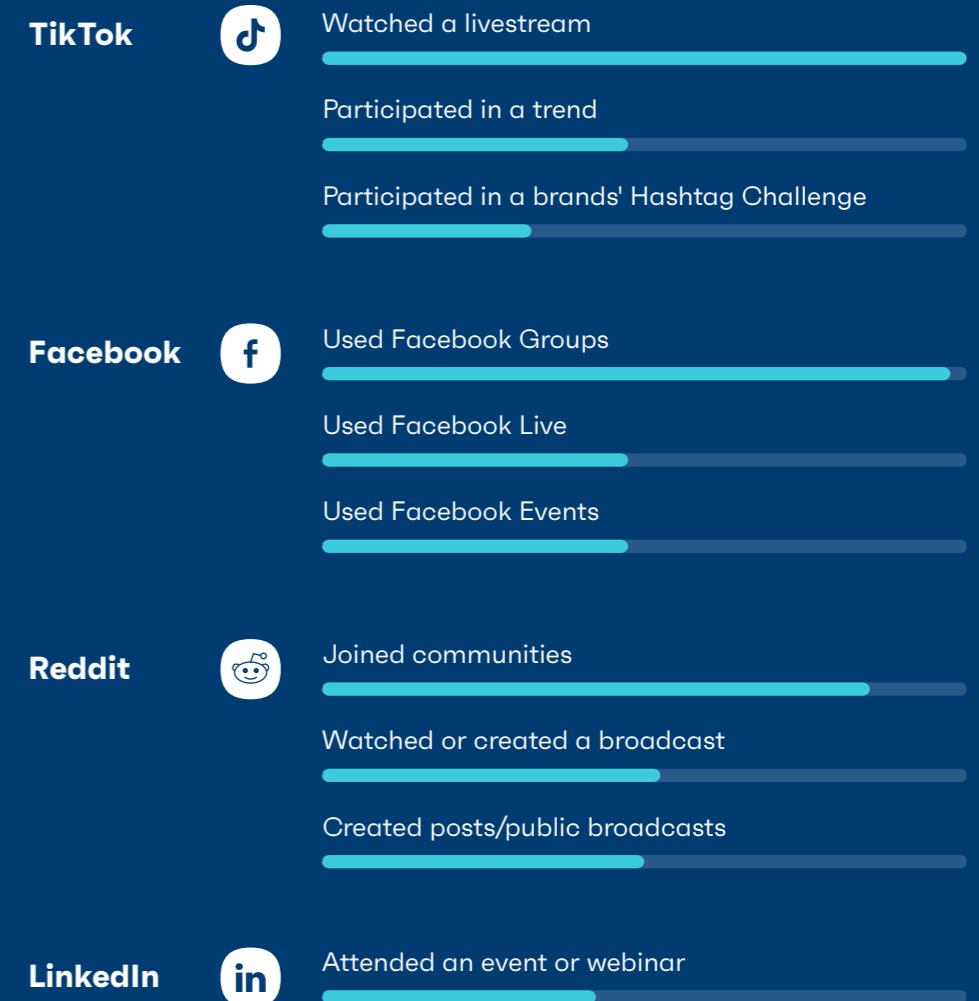 TikTok
Watched a livestream
Participated in a trend
Participated in a brands' Hashtag Challenge
Facebook
f
Used Facebook Groups
Used Facebook Live
Used Facebook Events
Reddit
Joined communities
Watched or created a broadcast
Created posts/public broadcasts
LinkedIn
in
Attended an event or webinar